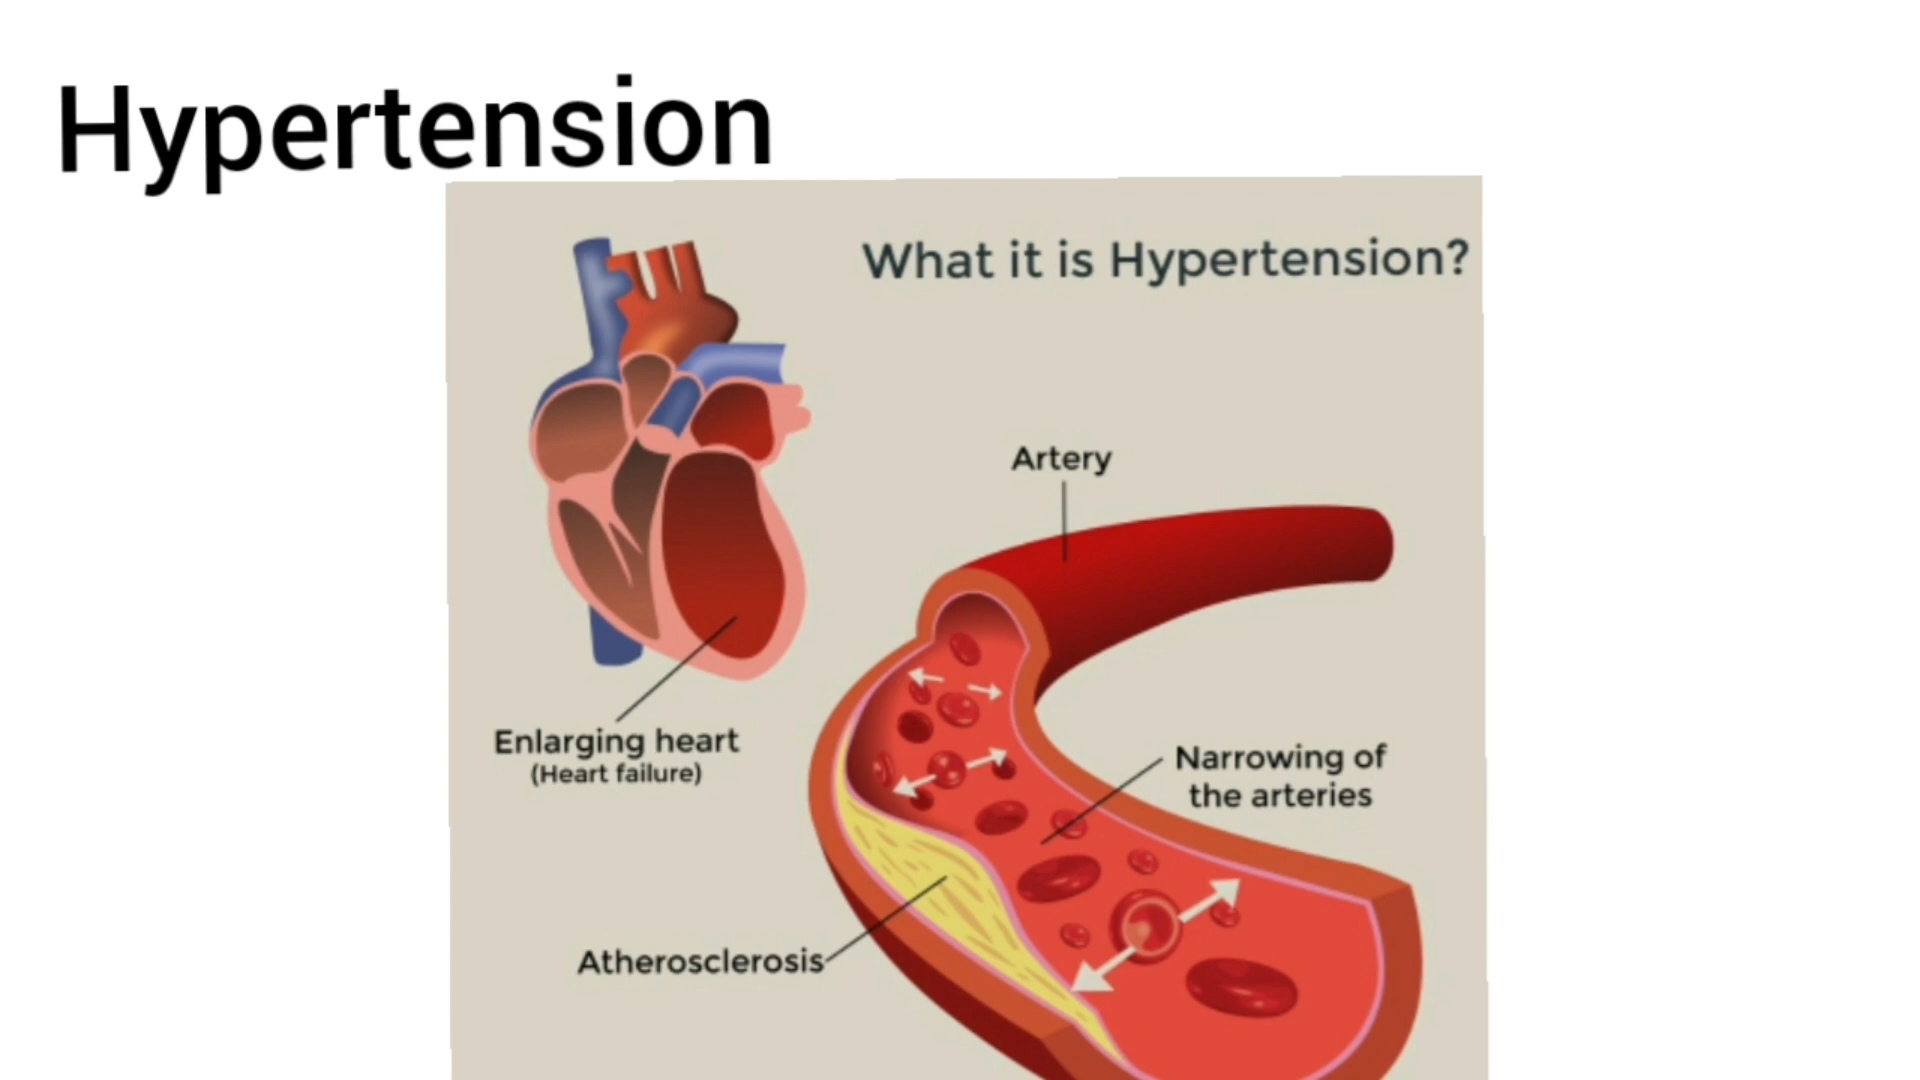 Hypertension
What it is Hypertension?
Artery
Enlarging heart
(Heart failure)
Narrowing of
the arteries
Atherosclerosis